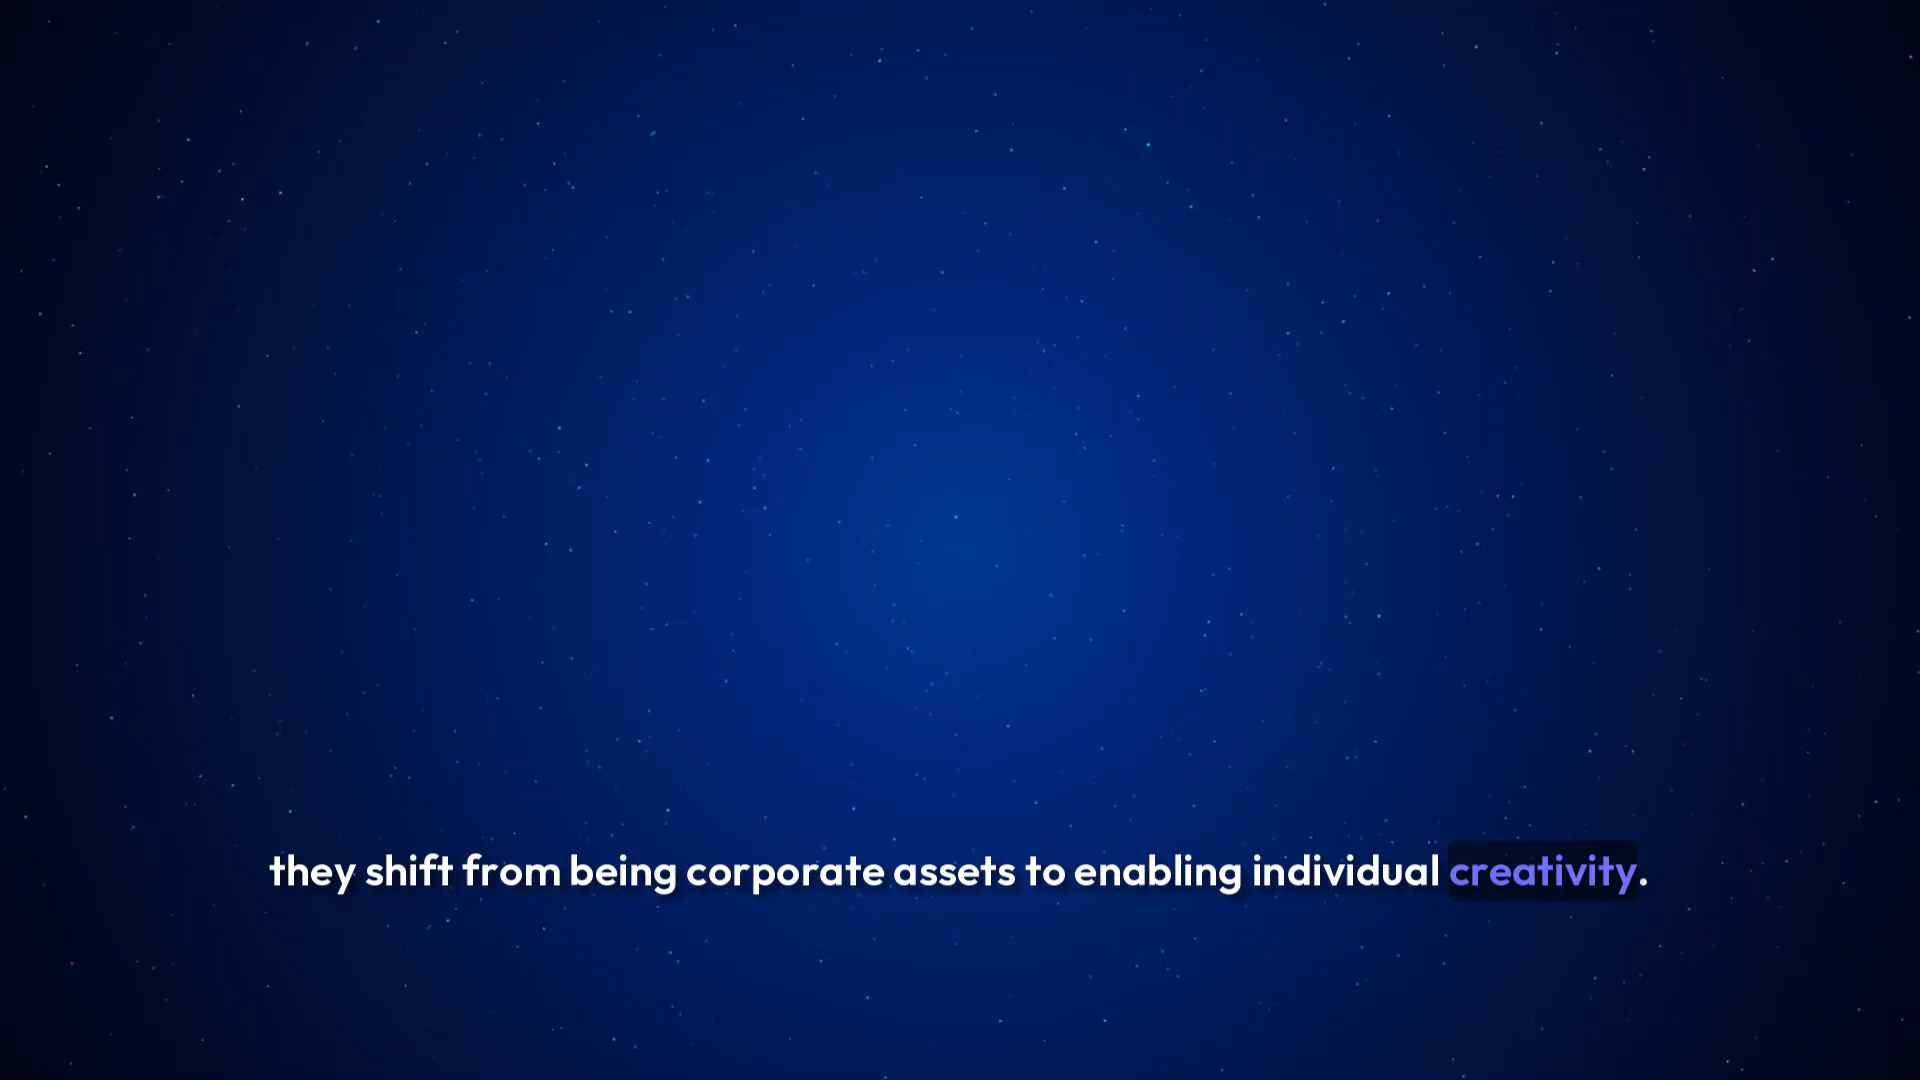 they shift from being corporate assets to enabling individual creativity.